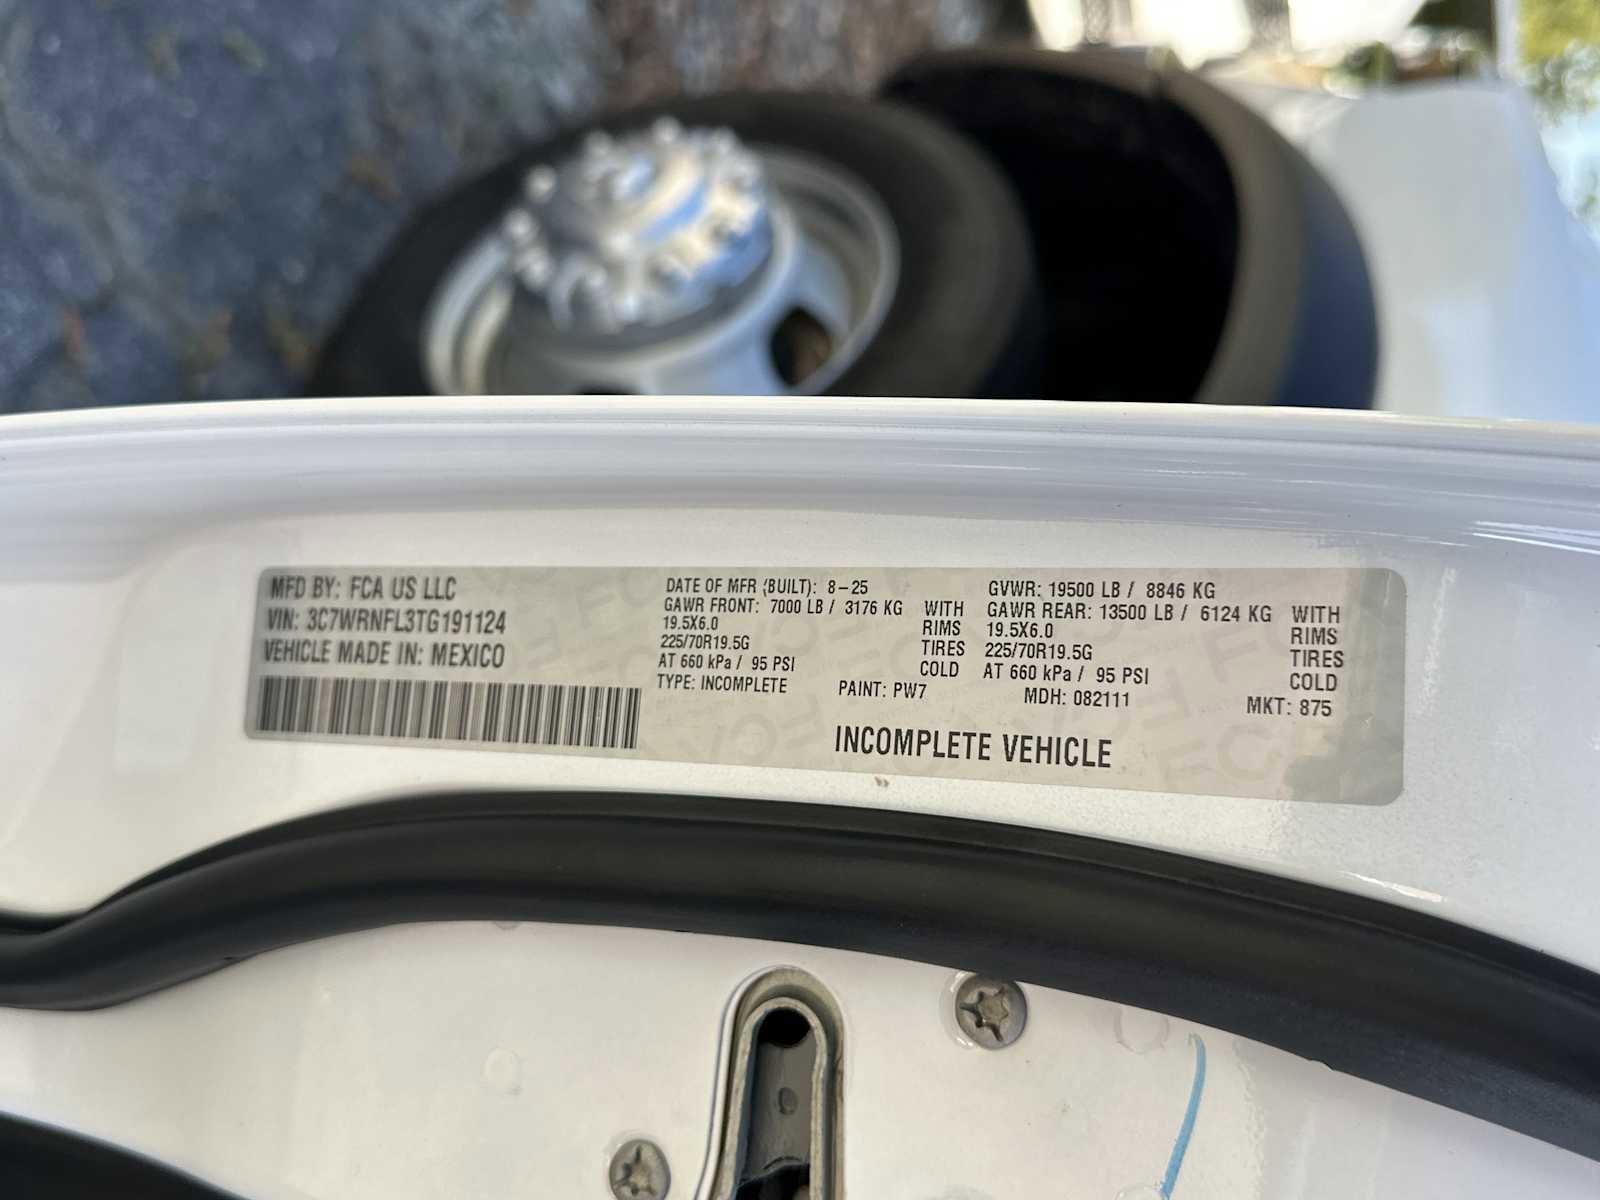 MFD BY: FCA US LLC
VIN: 3C7WRNFL3TG191124
VEHICLE MADE IN: MEXICO
DATE OF MFR (BUILT): 8-25
GAWR FRONT: 7000 LB / 3176 KG WITH
19.5X6.0 RIMS
225/70R19.5G TIRES
AT 660 kPa / 95 PSI COLD
TYPE: INCOMPLETE PAINT: PW7
GVWR: 19500 LB / 8846 KG
GAWR REAR: 13500 LB / 6124 KG WITH
19.5X6.0 RIMS
225/70R19.5G TIRES
AT 660 kPa / 95 PSI COLD
MDH: 082111 MKT: 875
INCOMPLETE VEHICLE